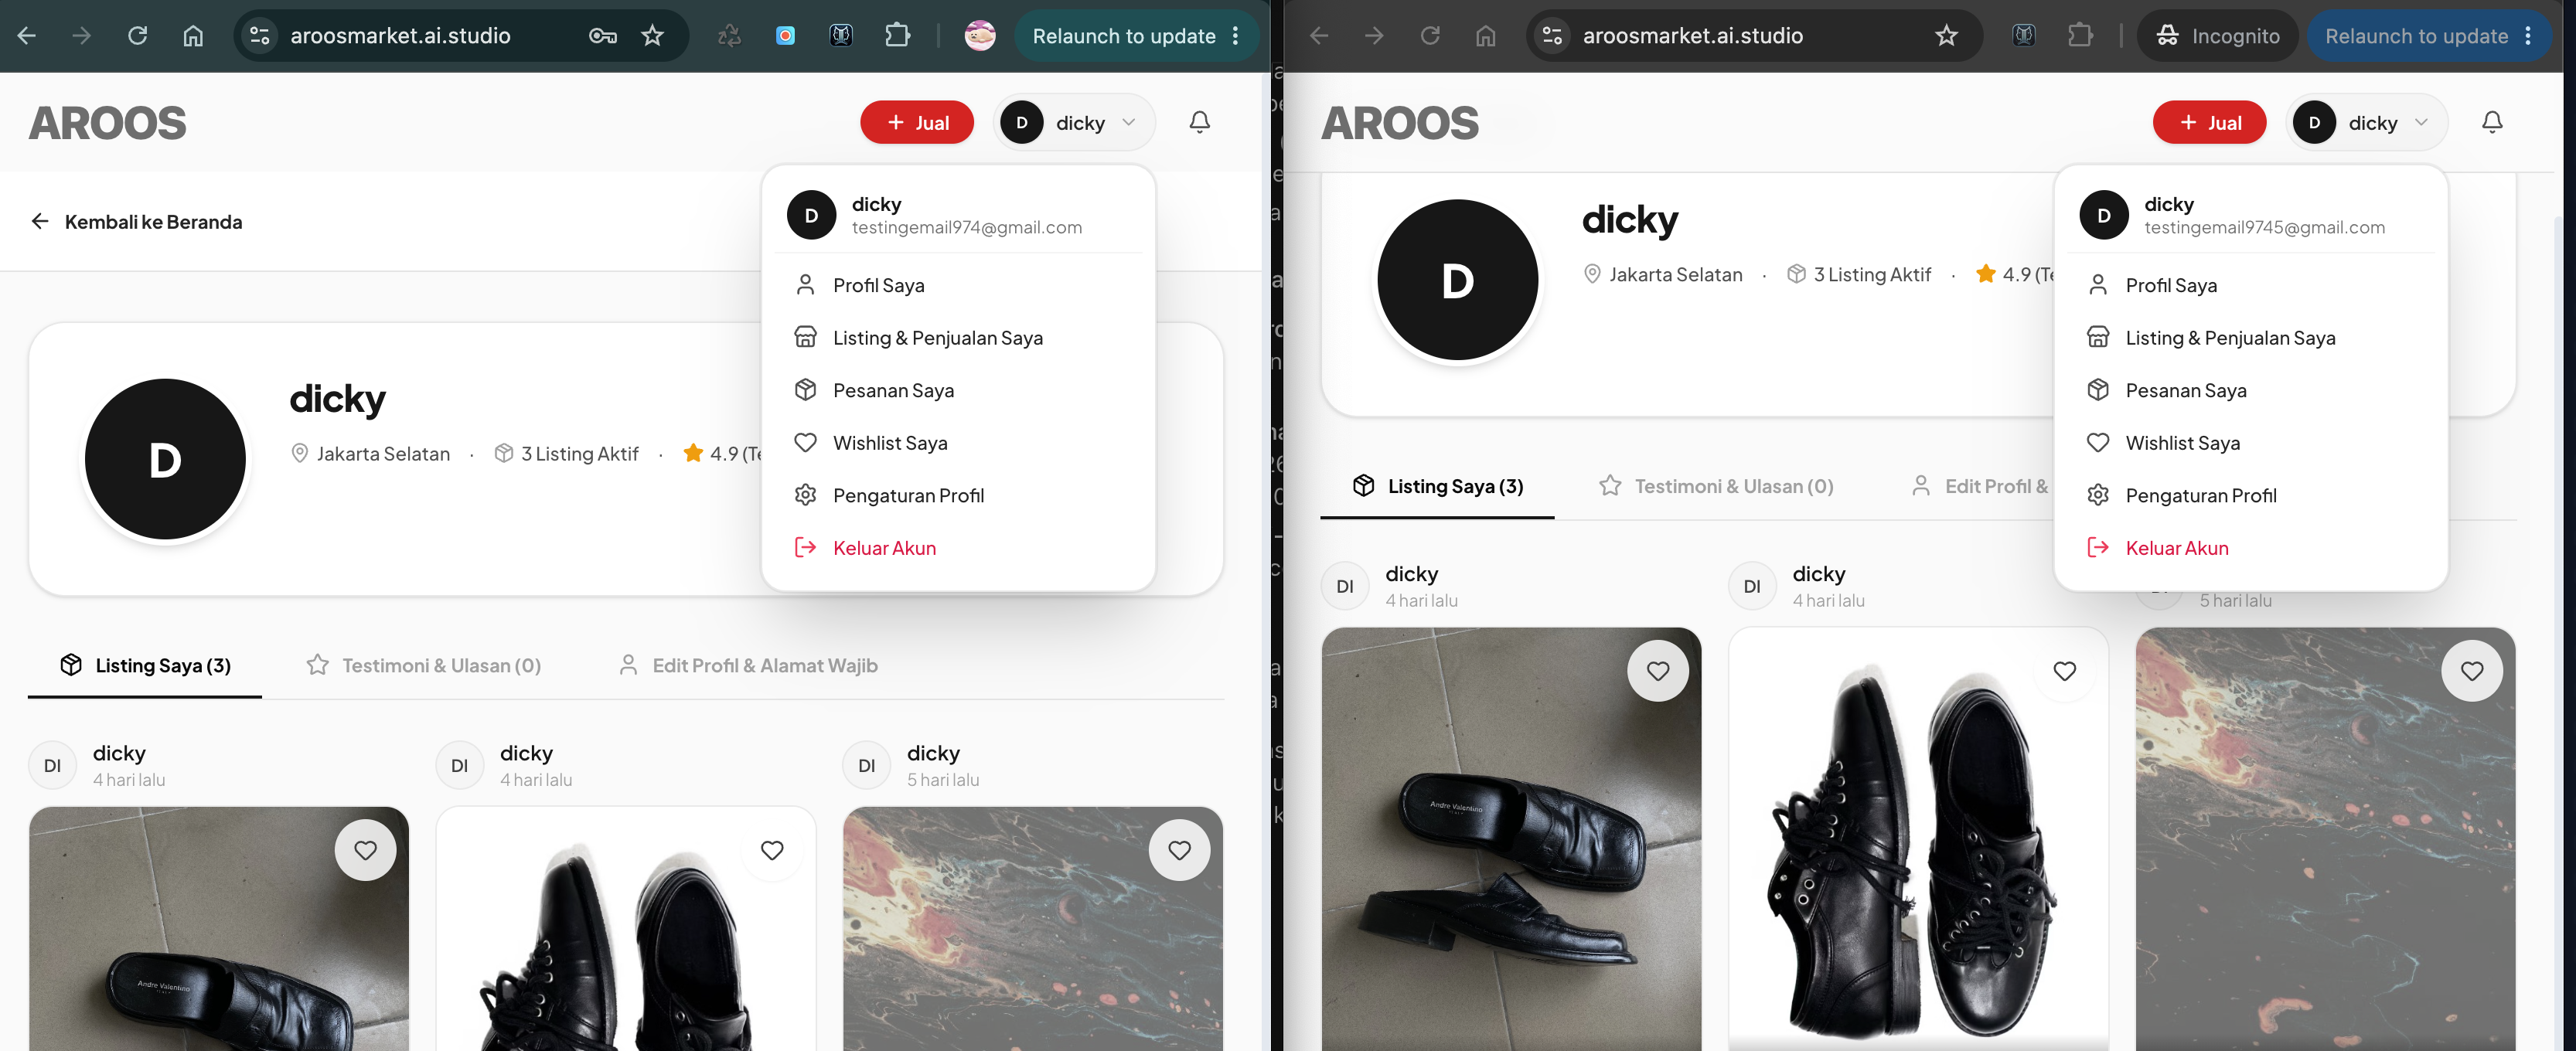 aroosmarket.ai.studio
Relaunch to update
AROOS
+ Jual
D
dicky
D
dicky
testingemail974@gmail.com
Kembali ke Beranda
Profil Saya
Listing & Penjualan Saya
Pesanan Saya
Wishlist Saya
Pengaturan Profil
Keluar Akun
D
dicky
Jakarta Selatan · 3 Listing Aktif · 4.9
Listing Saya (3)
Testimoni & Ulasan (0)
Edit Profil & Alamat Wajib
DI
dicky
4 hari lalu
DI
dicky
4 hari lalu
DI
dicky
5 hari lalu
Andre Valentino
ITALY
aroosmarket.ai.studio
Incognito
Relaunch to update
AROOS
+ Jual
D
dicky
D
dicky
testingemail9745@gmail.com
Profil Saya
Listing & Penjualan Saya
Pesanan Saya
Wishlist Saya
Pengaturan Profil
Keluar Akun
D
dicky
Jakarta Selatan · 3 Listing Aktif · 4.9
Listing Saya (3)
Testimoni & Ulasan (0)
Edit Profil &
DI
dicky
4 hari lalu
DI
dicky
4 hari lalu
5 hari lalu
Andre Valentino
ITALY